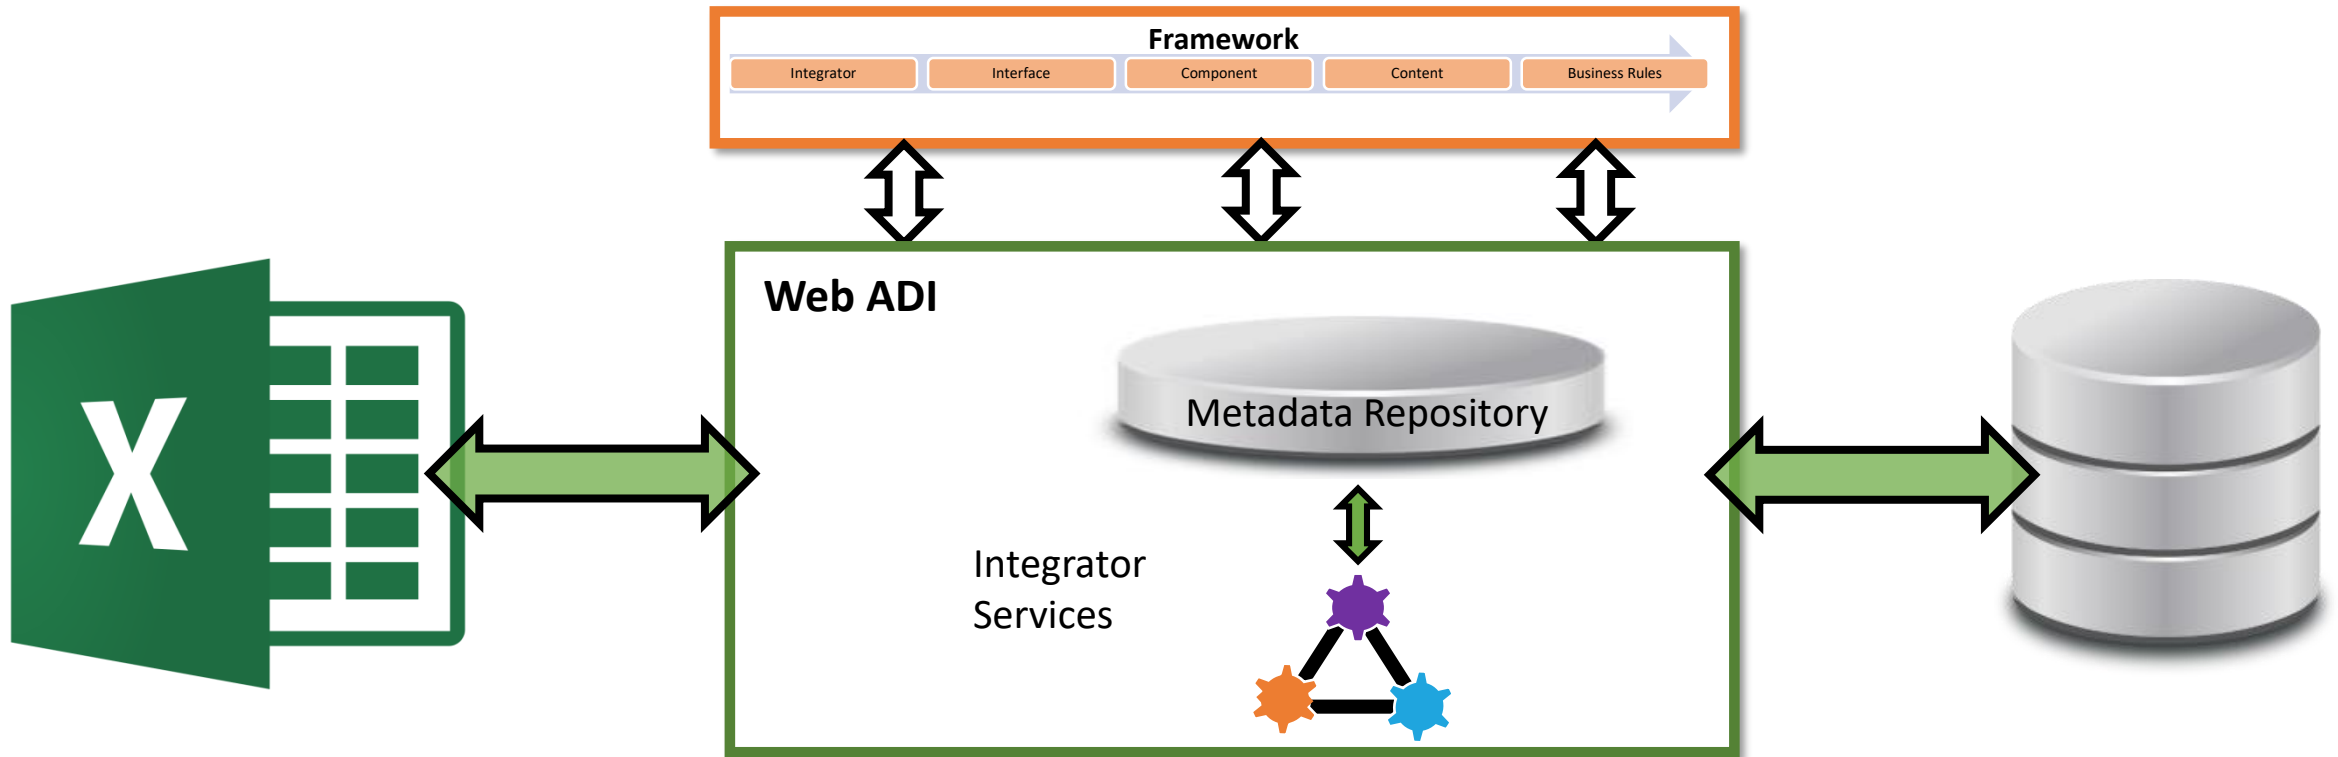 Framework
Integrator
Interface
Component
Content
Business Rules
Web ADI
Metadata Repository
Integrator
Services
X